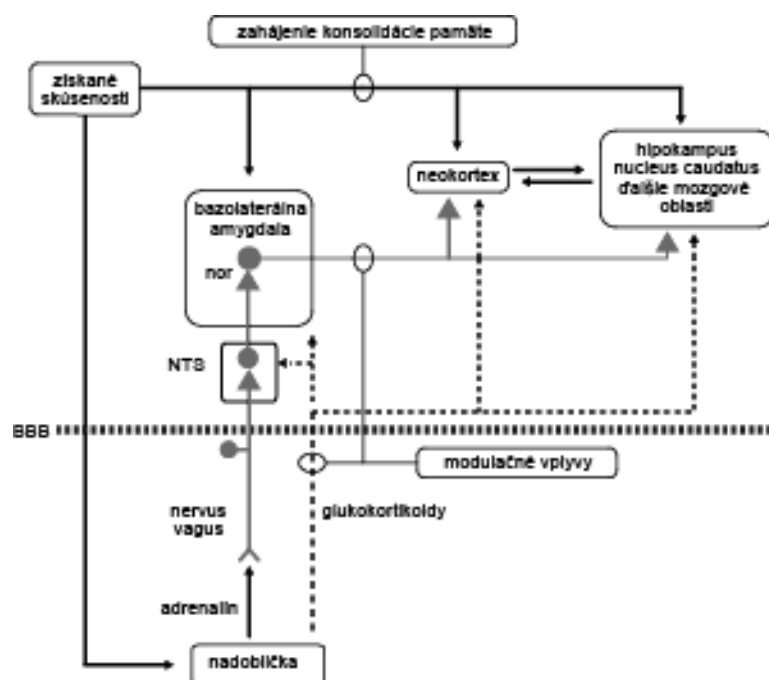 zahájenie konsolidácie pamäte
získané
skúsenosti
hipokampus
nucleus caudatus
ďalšie mozgové
oblasti
neokortex
bazolaterálna
amygdala
nor
NTS
BBB
modulačné vplyvy
nervus
vagus
glukokortikoidy
adrenalín
nadoblička